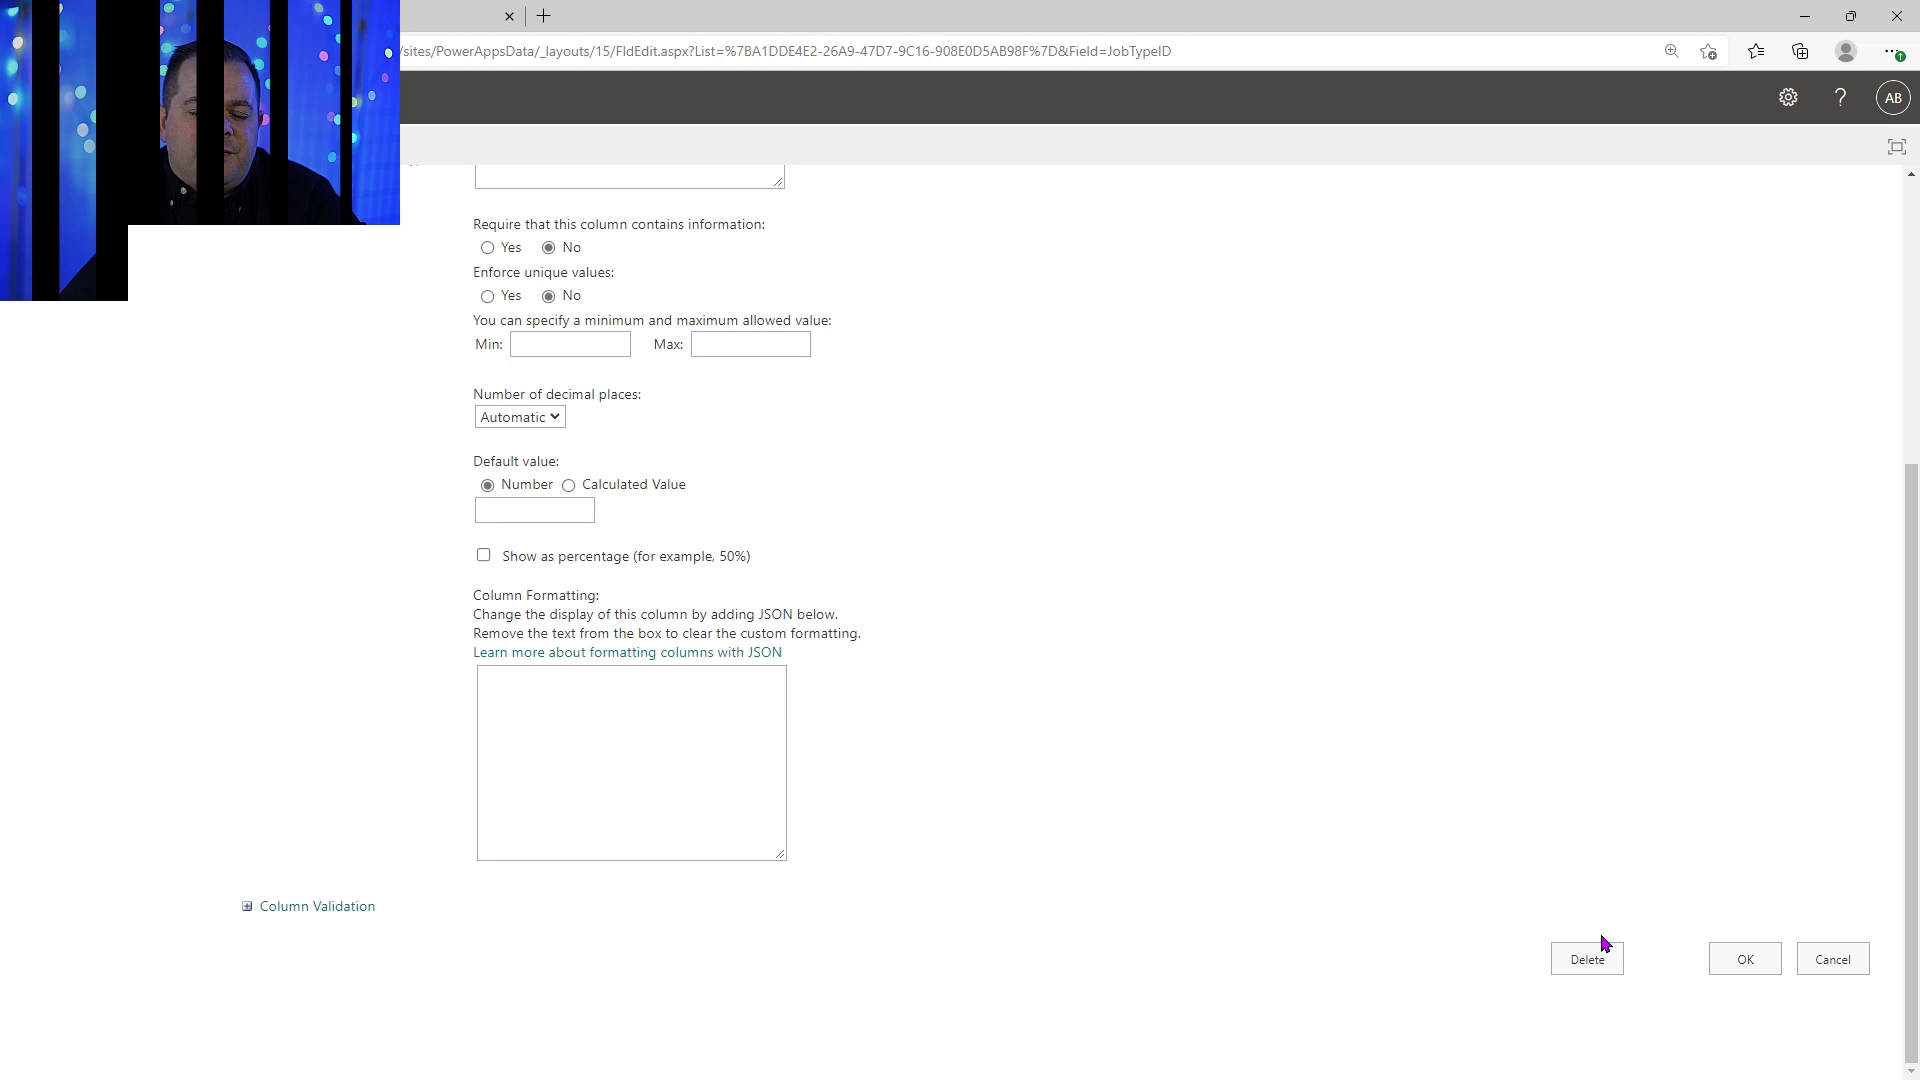 /sites/PowerAppsData/_layouts/15/FldEdit.aspx?List=%7BA1DDE4E2-26A9-47D7-9C16-908E0D5AB98F%7D&Field=JobTypeID
AB
Require that this column contains information:
Yes No
Enforce unique values:
Yes No
You can specify a minimum and maximum allowed value:
Min: Max:
Number of decimal places:
Automatic
Default value:
Number Calculated Value
Show as percentage (for example, 50%)
Column Formatting:
Change the display of this column by adding JSON below.
Remove the text from the box to clear the custom formatting.
Learn more about formatting columns with JSON
Column Validation
Delete OK Cancel